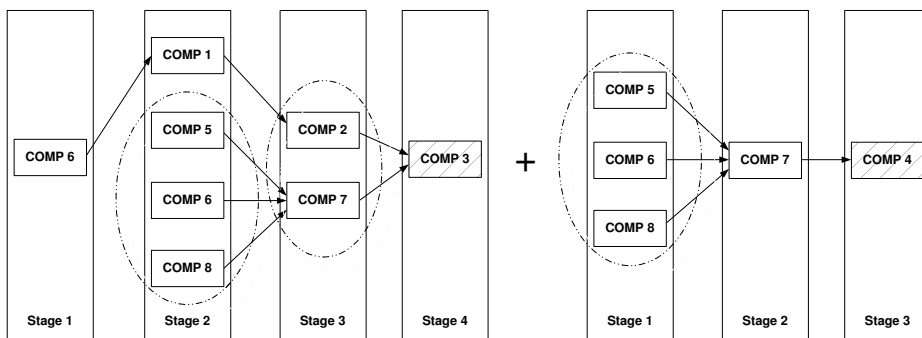 COMP 1
COMP 5
COMP 5
COMP 2
COMP 6
COMP 3
+
COMP 6
COMP 7
COMP 4
COMP 6
COMP 7
COMP 8
COMP 8
Stage 1
Stage 2
Stage 3
Stage 4
Stage 1
Stage 2
Stage 3